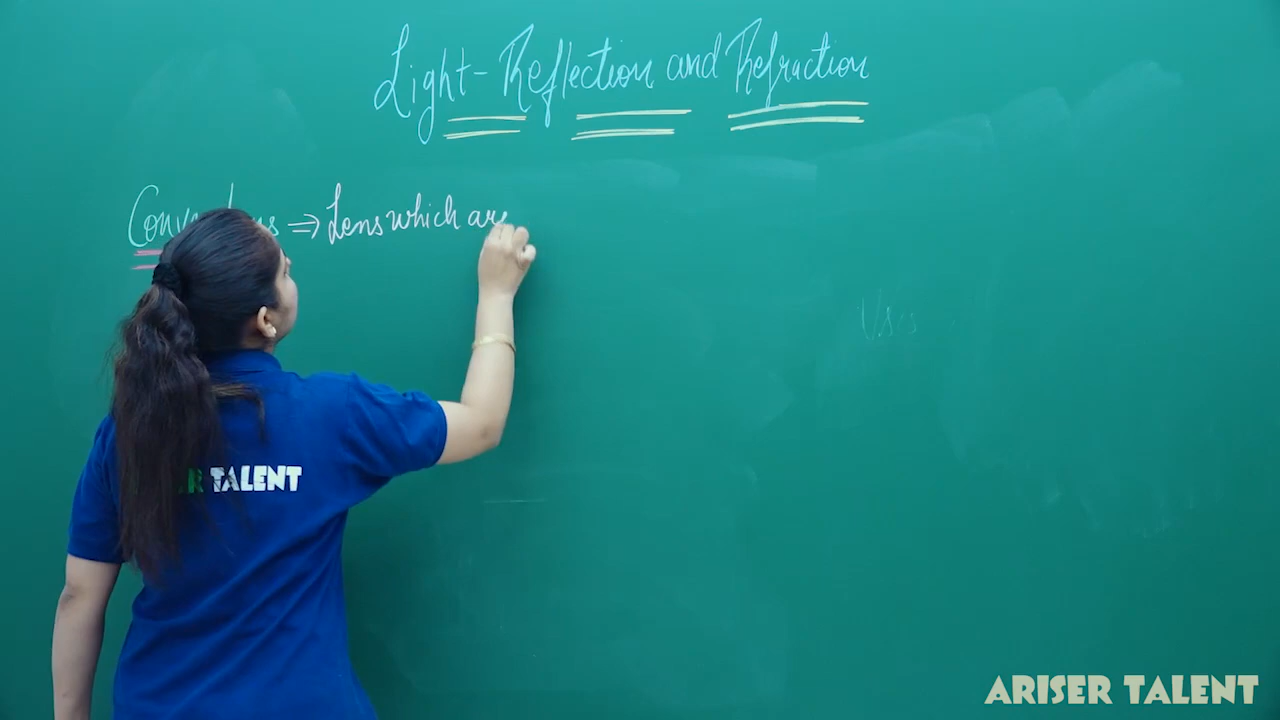 Light-Reflection and Refraction
Lens which are
TALENT
ARISER TALENT